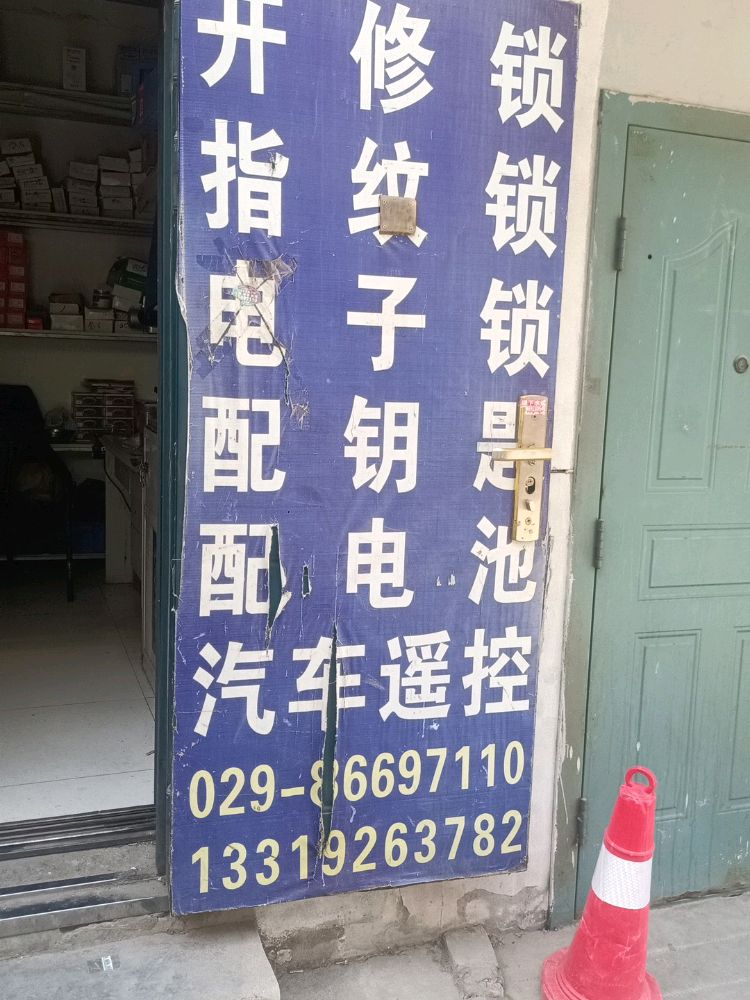 开修锁
指纹锁
电子锁
配钥是
配电池
汽车遥控
029-86697110
13319263782